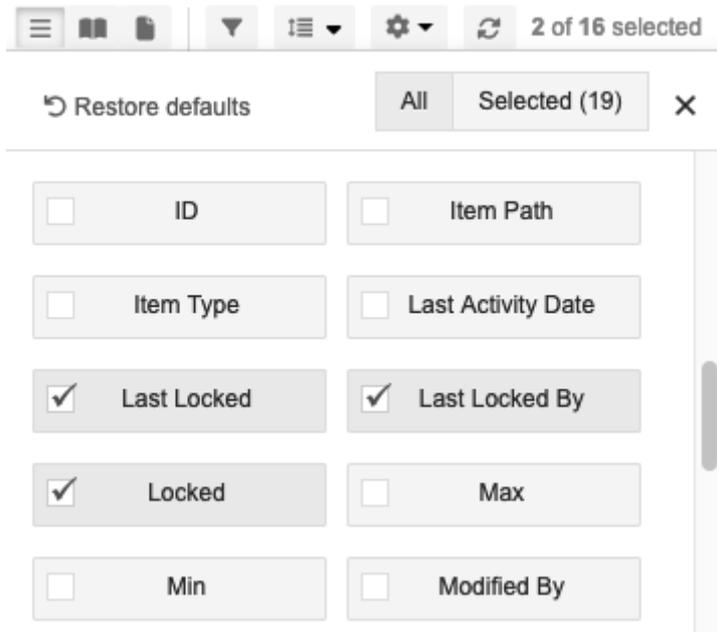 2 of 16 selected
Restore defaults
All
Selected (19)
ID
Item Path
Item Type
Last Activity Date
Last Locked
Last Locked By
Locked
Max
Min
Modified By